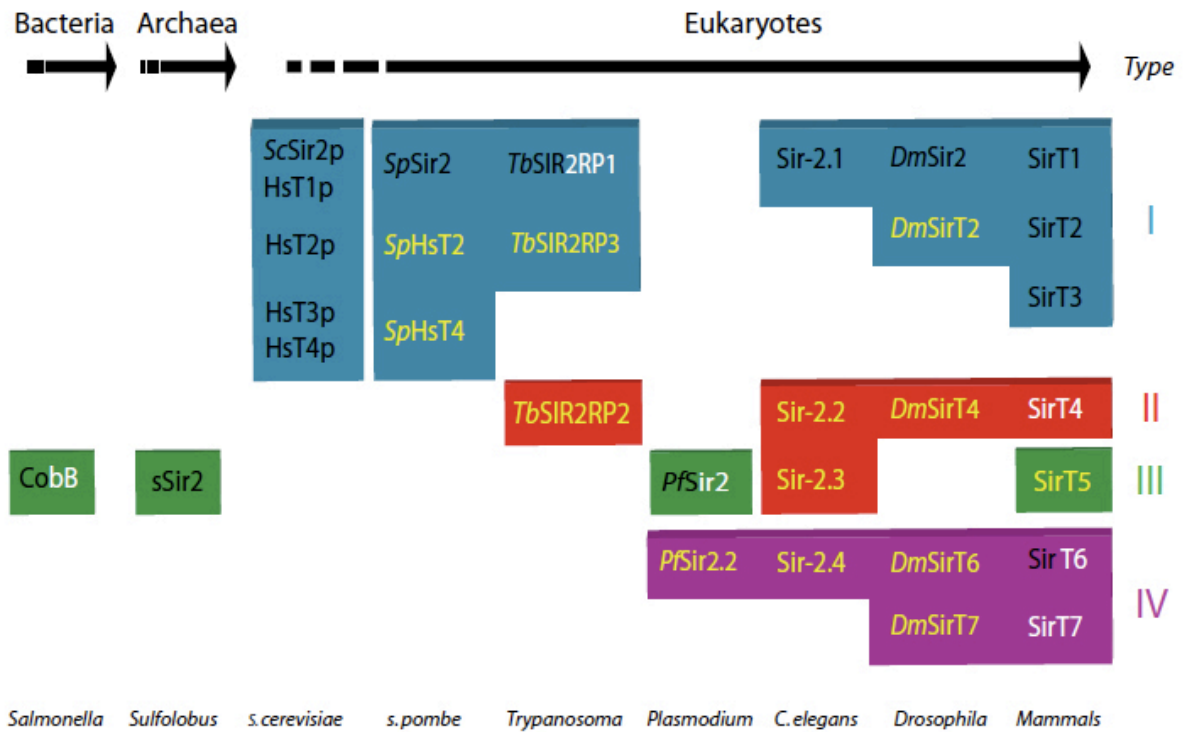 Bacteria Archaea Eukaryotes
Type
ScSir2p
HsT1p
SpSir2 TbSIR2RP1 Sir-2.1 DmSir2 SirT1
HsT2p SpHsT2 TbSIR2RP3 DmSirT2 SirT2
I
HsT3p
HsT4p
SpHsT4 SirT3
TbSIR2RP2 Sir-2.2 DmSirT4 SirT4 II
CobB sSir2 PfSir2 Sir-2.3 SirT5 III
PfSir2.2 Sir-2.4 DmSirT6 Sir T6
IV
DmSirT7 SirT7
Salmonella Sulfolobus s.cerevisiae s.pombe Trypanosoma Plasmodium C.elegans Drosophila Mammals